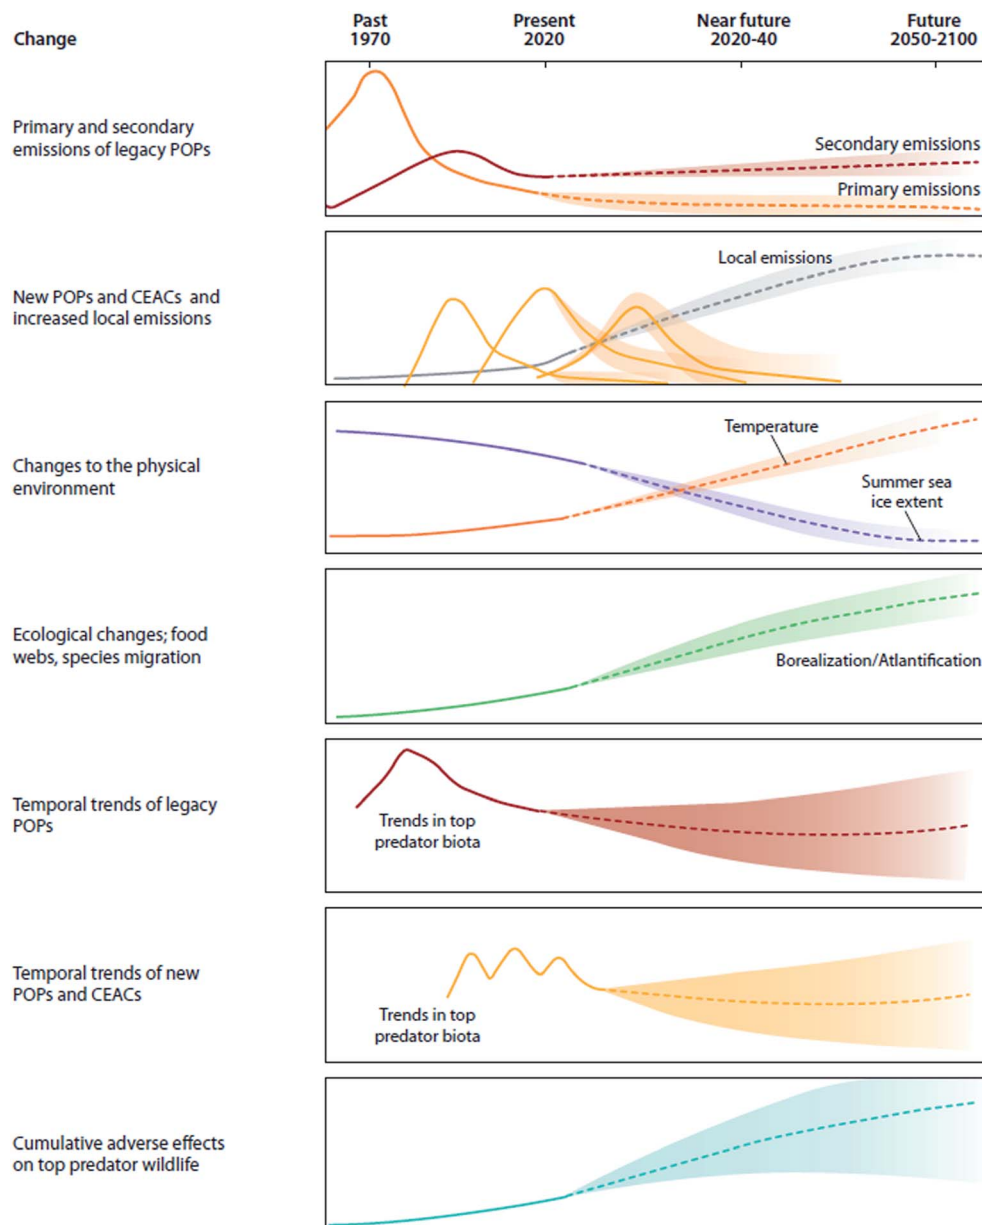 Change
Past
1970
Present
2020
Near future
2020-40
Future
2050-2100
Primary and secondary
emissions of legacy POPs
Secondary emissions
Primary emissions
New POPs and CEACs and
increased local emissions
Local emissions
Changes to the physical
environment
Temperature
Summer sea
ice extent
Ecological changes; food
webs, species migration
Borealization/Atlantification
Temporal trends of legacy
POPs
Trends in top
predator biota
Temporal trends of new
POPs and CEACs
Trends in top
predator biota
Cumulative adverse effects
on top predator wildlife